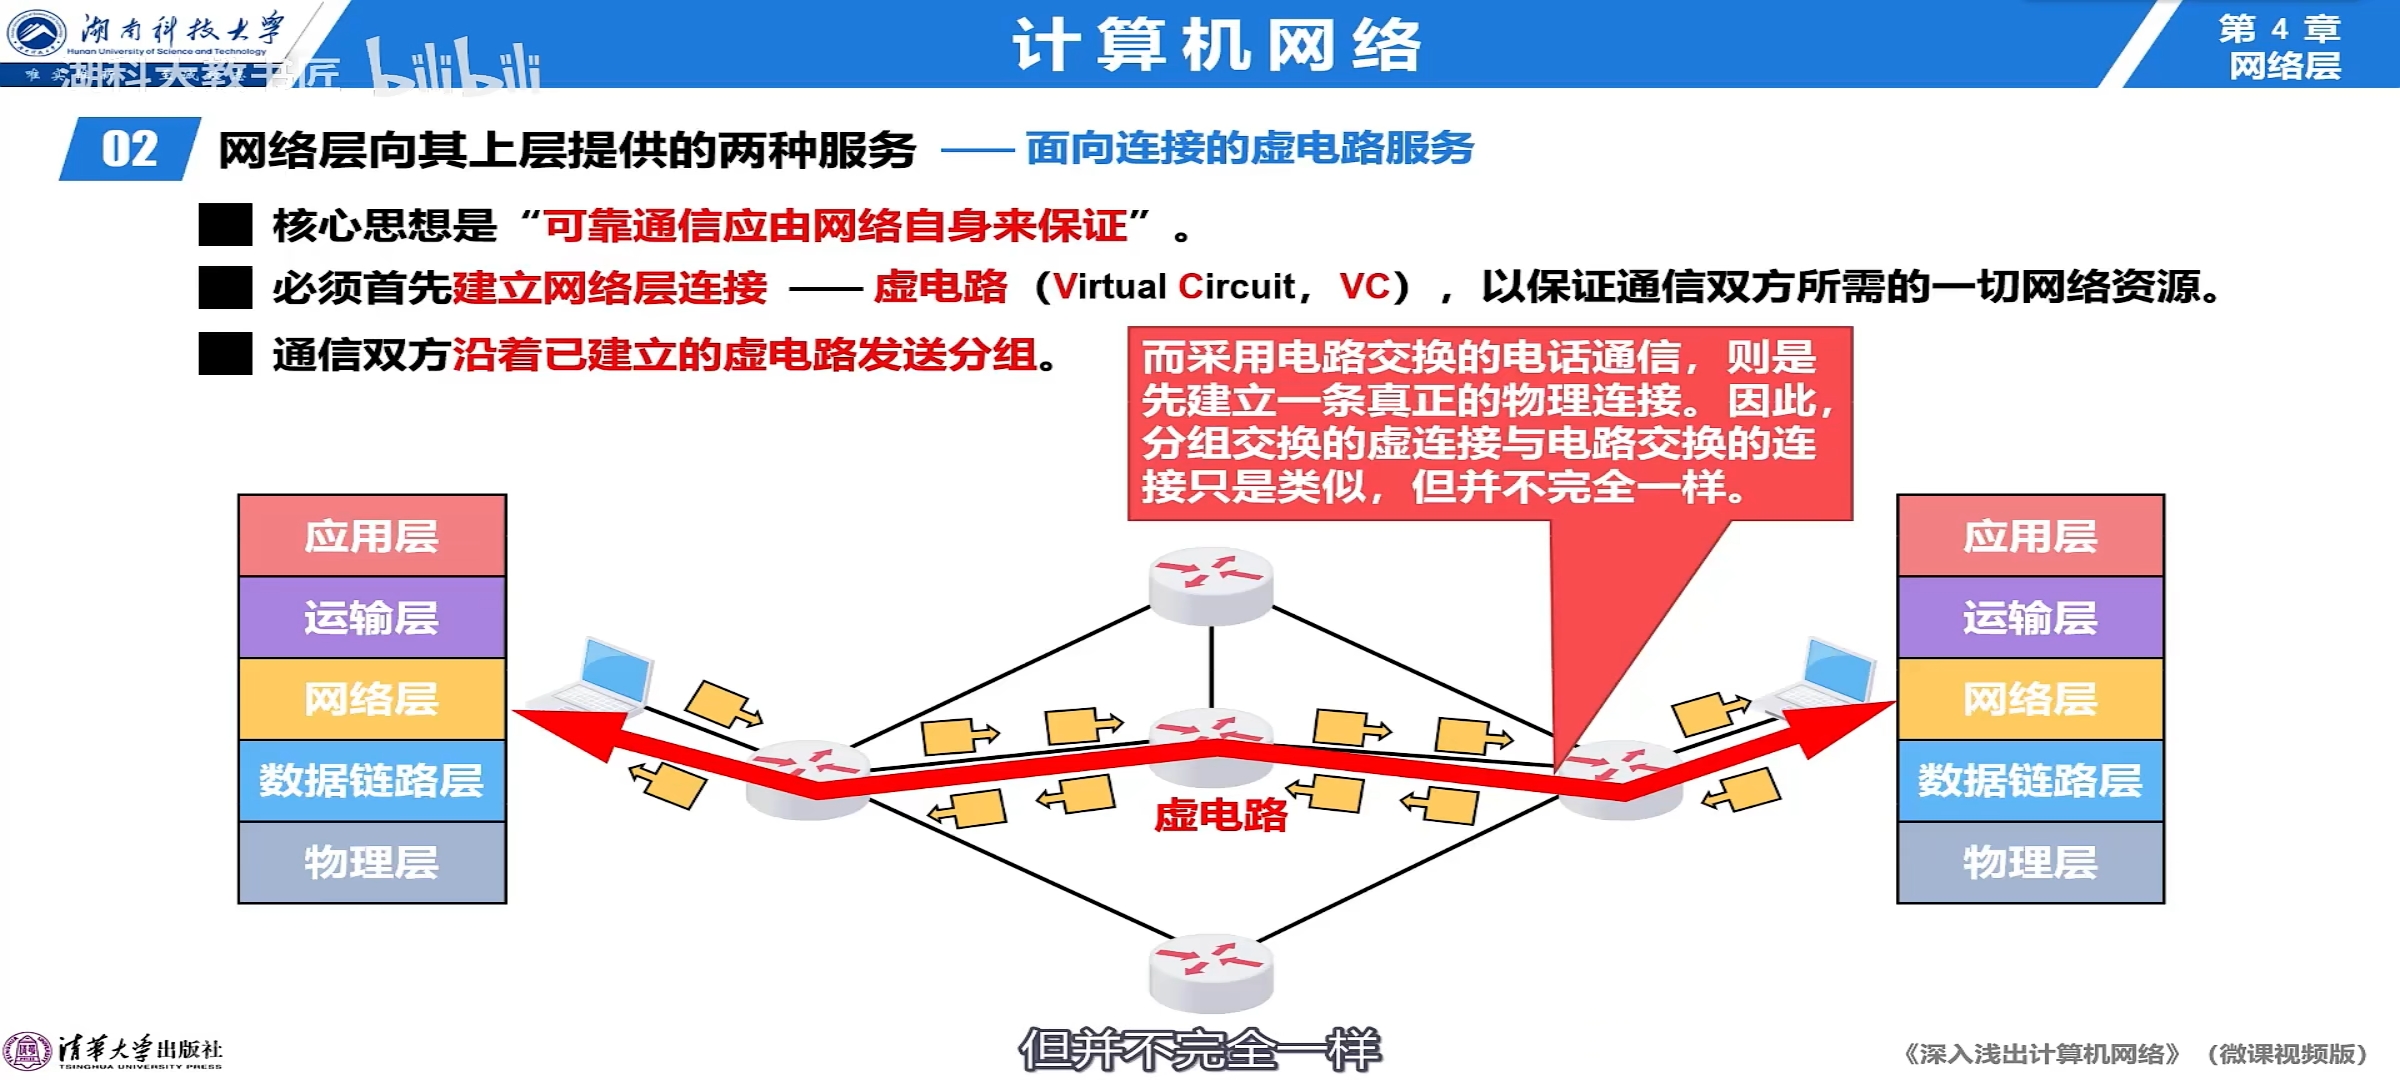 湖南科技大学
Hunan University of Science and Technology
湖科大教书匠
bilibili
计算机网络
第 4 章
网络层
02
网络层向其上层提供的两种服务 —— 面向连接的虚电路服务
核心思想是“可靠通信应由网络自身来保证”。
必须首先建立网络层连接 —— 虚电路（Virtual Circuit，VC），以保证通信双方所需的一切网络资源。
通信双方沿着已建立的虚电路发送分组。
而采用电路交换的电话通信，则是
先建立一条真正的物理连接。因此，
分组交换的虚连接与电路交换的连
接只是类似，但并不完全一样。
应用层
运输层
网络层
数据链路层
物理层
虚电路
应用层
运输层
网络层
数据链路层
物理层
但并不完全一样
清华大学出版社
TSINGHUA UNIVERSITY PRESS
《深入浅出计算机网络》（微课视频版）